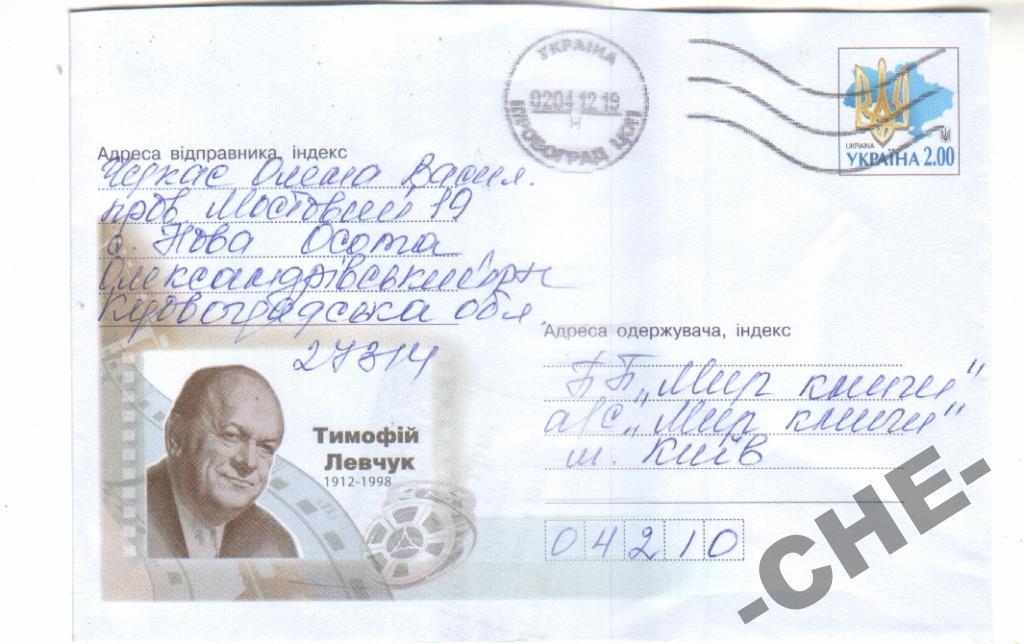 УКРАЇНА
0204 12 19
КІРОВОГРАД ЦЕХ
UKRAINA
УКРАЇНА 2.00
Адреса відправника, індекс
Черкас Олена Васил.
пров. Мостовий 19
с. Нова Осота
Олександрівський р-н
Кіровоградська обл.
27314
Тимофій
Левчук
1912-1998
Адреса одержувача, індекс
"Мир книги"
а/с "Мир книги"
м. Київ
04210
-CHE-